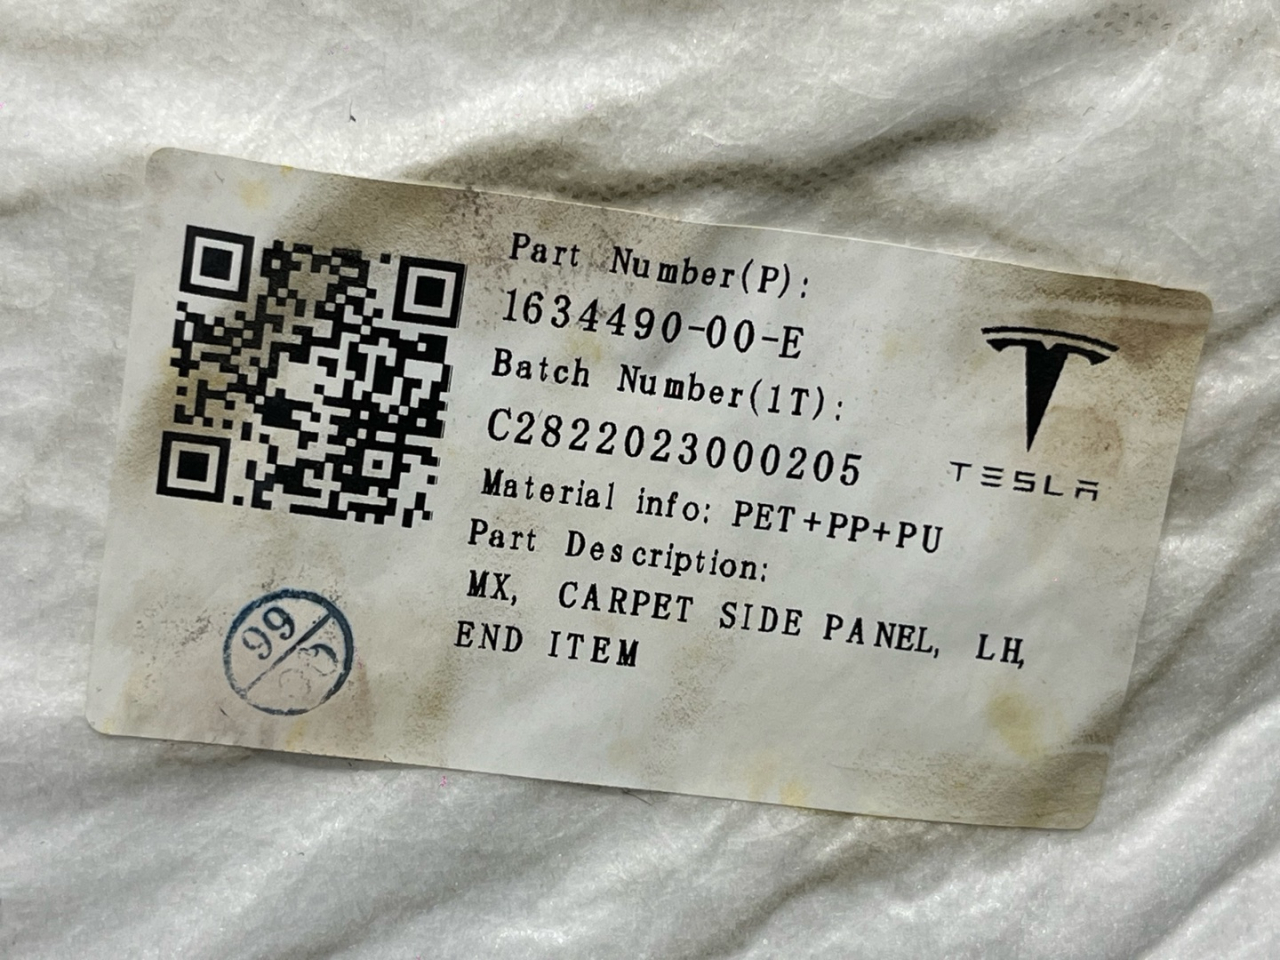 Part Number(P):
1634490-00-E
Batch Number(1T):
C2822023000205
Material info: PET+PP+PU
Part Description:
MX, CARPET SIDE PANEL, LH,
END ITEM
TESLA